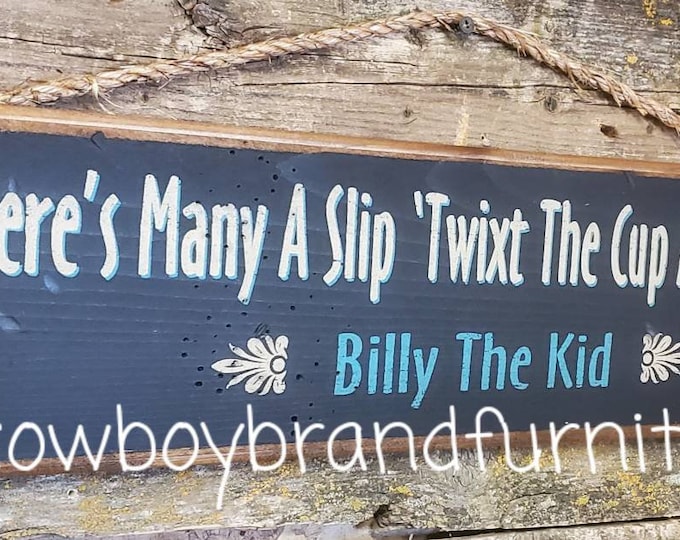 ere's Many A Slip 'Twixt The Cup
Billy The Kid
owboybrandfurnit